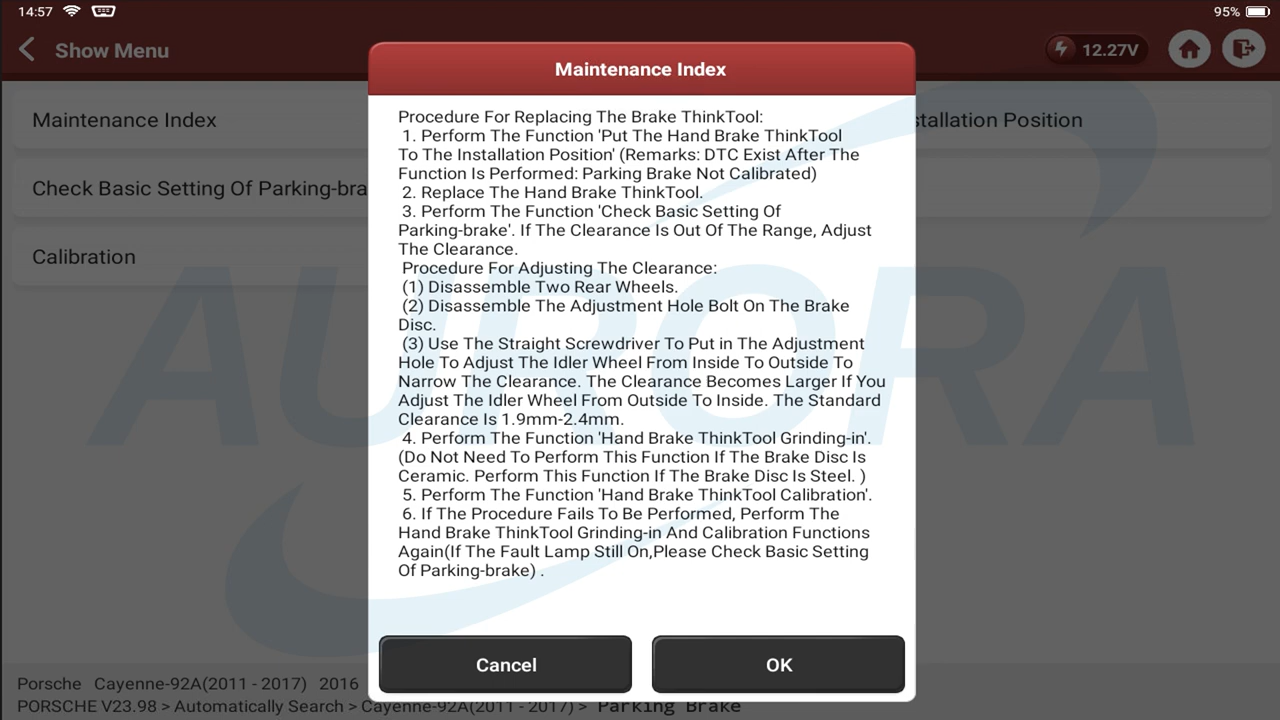 14:57
95%
Show Menu
12.27V
Maintenance Index
Maintenance Index
stallation Position
Check Basic Setting Of Parking-bra
Calibration
Procedure For Replacing The Brake ThinkTool:
1. Perform The Function 'Put The Hand Brake ThinkTool
To The Installation Position' (Remarks: DTC Exist After The
Function Is Performed: Parking Brake Not Calibrated)
2. Replace The Hand Brake ThinkTool.
3. Perform The Function 'Check Basic Setting Of
Parking-brake'. If The Clearance Is Out Of The Range, Adjust
The Clearance.
Procedure For Adjusting The Clearance:
(1) Disassemble Two Rear Wheels.
(2) Disassemble The Adjustment Hole Bolt On The Brake
Disc.
(3) Use The Straight Screwdriver To Put in The Adjustment
Hole To Adjust The Idler Wheel From Inside To Outside To
Narrow The Clearance. The Clearance Becomes Larger If You
Adjust The Idler Wheel From Outside To Inside. The Standard
Clearance Is 1.9mm-2.4mm.
4. Perform The Function 'Hand Brake ThinkTool Grinding-in'.
(Do Not Need To Perform This Function If The Brake Disc Is
Ceramic. Perform This Function If The Brake Disc Is Steel. )
5. Perform The Function 'Hand Brake ThinkTool Calibration'.
6. If The Procedure Fails To Be Performed, Perform The
Hand Brake ThinkTool Grinding-in And Calibration Functions
Again(If The Fault Lamp Still On,Please Check Basic Setting
Of Parking-brake) .
Cancel
OK
AURORA
Porsche Cayenne-92A(2011 - 2017) 2016
PORSCHE V23.98 > Automatically Search > Cayenne-92A(2011 - 2017) > Parking Brake